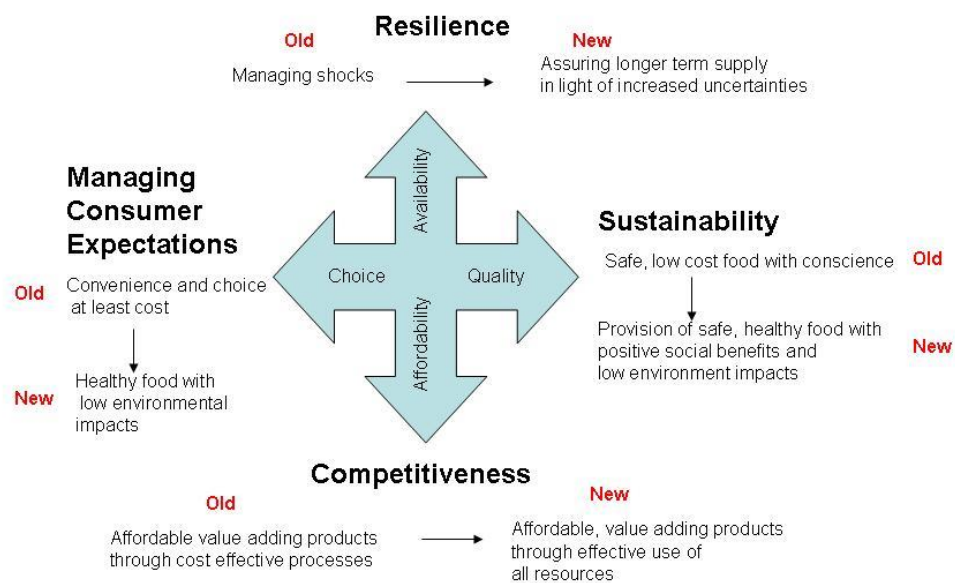 Resilience
Old
New
Managing shocks
Assuring longer term supply
in light of increased uncertainties
Availability
Managing
Consumer
Expectations
Sustainability
Choice
Quality
Old
Convenience and choice
at least cost
Safe, low cost food with conscience
Old
Affordability
Provision of safe, healthy food with
positive social benefits and
low environment impacts
New
New
Healthy food with
low environmental
impacts
Competitiveness
Old
New
Affordable value adding products
through cost effective processes
Affordable, value adding products
through effective use of
all resources